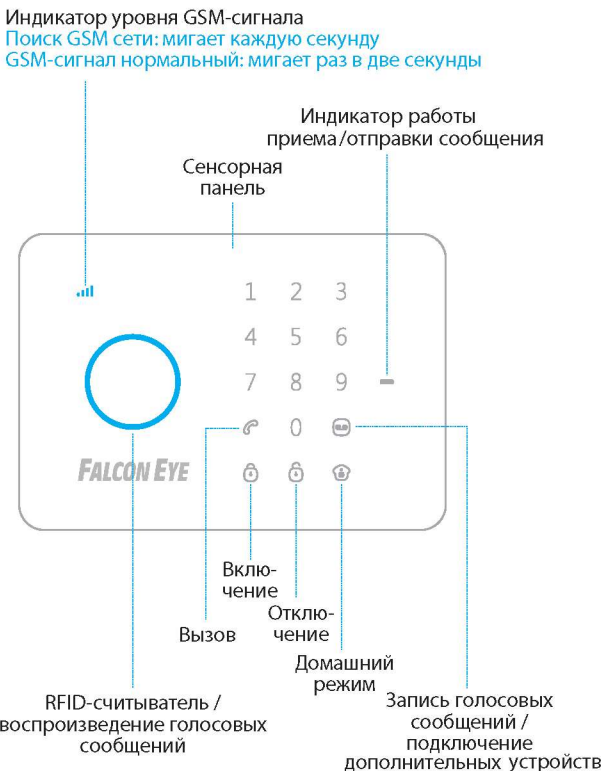 Индикатор уровня GSM-сигнала
Поиск GSM сети: мигает каждую секунду
GSM-сигнал нормальный: мигает раз в две секунды
Индикатор работы
приема/отправки сообщения
Сенсорная
панель
1 2 3
4 5 6
7 8 9
0
FALCON EYE
Вклю-
чение
Отклю-
чение
Вызов
Домашний
режим
RFID-считыватель /
воспроизведение голосовых
сообщений
Запись голосовых
сообщений /
подключение
дополнительных устройств